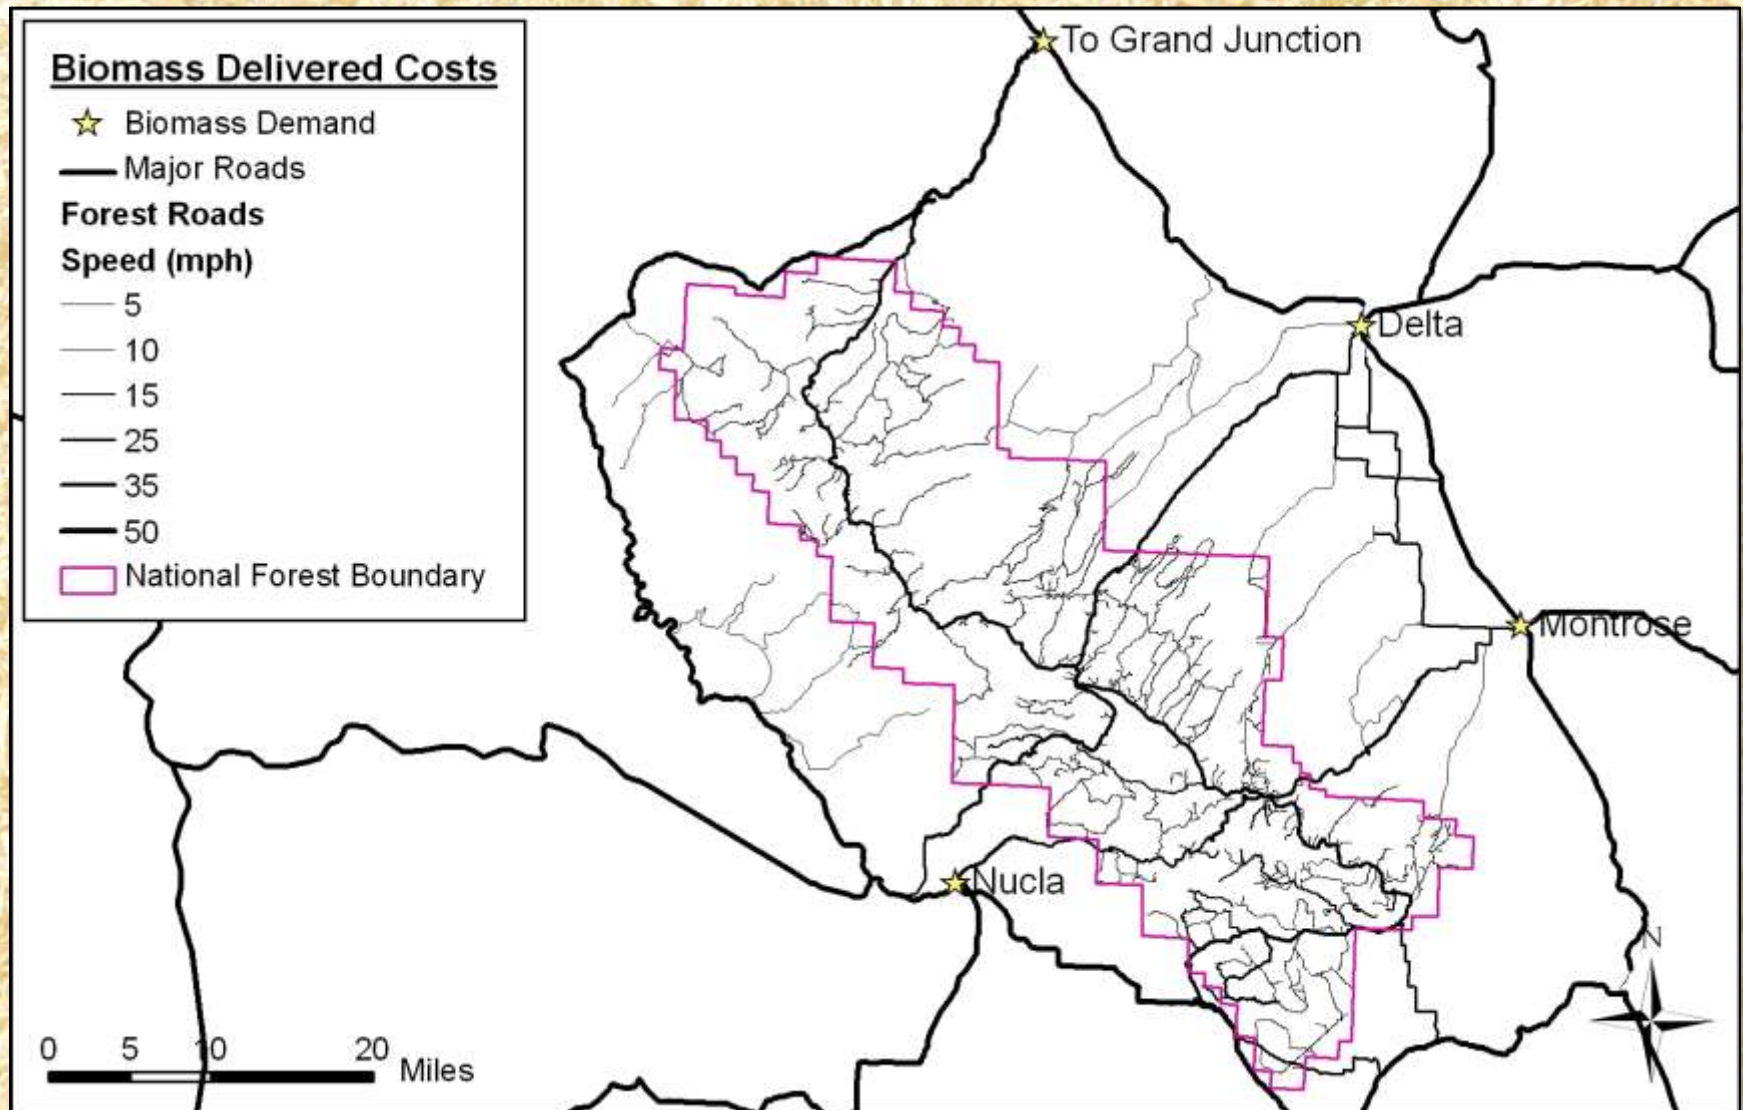 Biomass Delivered Costs
Biomass Demand
Major Roads
Forest Roads
Speed (mph)
5
10
15
25
35
50
National Forest Boundary
To Grand Junction
Delta
Montrose
Nucla
N
0 5 10 20 Miles